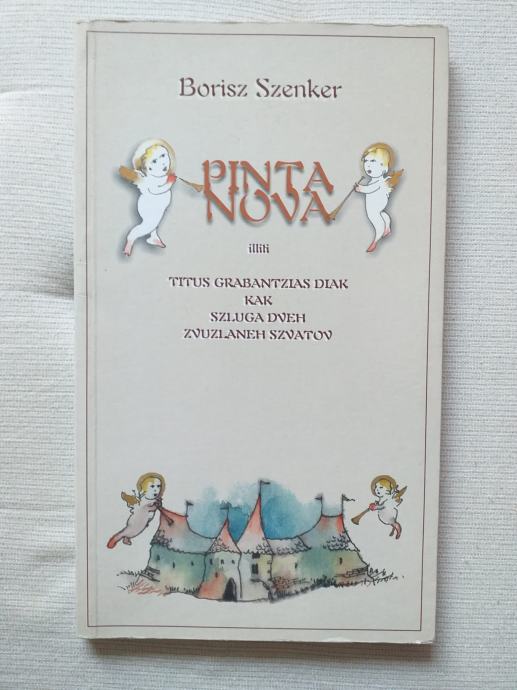 Borisz Szenker
PINTA
NOVA
illiti
TITUS GRABANTZIAS DIAK
KAK
SZLUGA DVEH
ZVUZLANEH SZVATOV